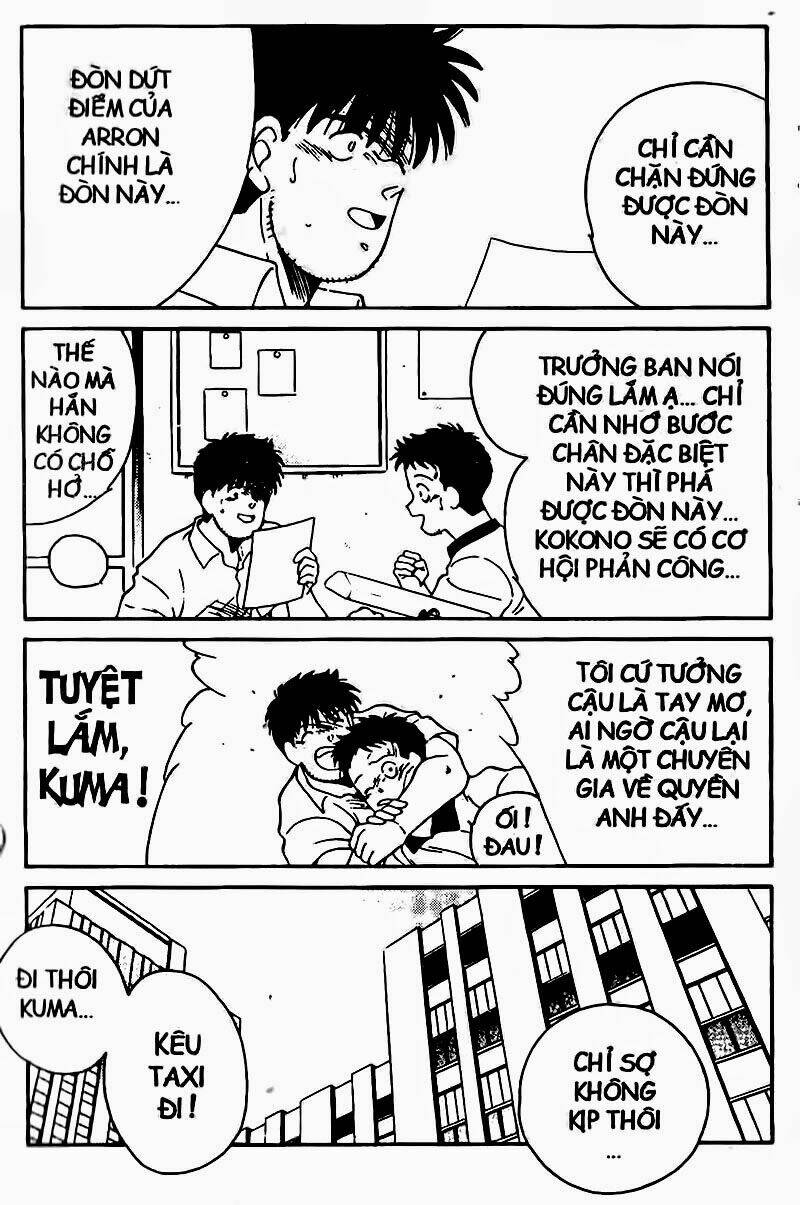 ĐÒN DỨT
ĐIỂM CỦA
ARRON
CHÍNH LÀ
ĐÒN NÀY...
CHỈ CẦN
CHẶN ĐỨNG
ĐƯỢC ĐÒN
NÀY...
THẾ
NÀO MÀ
HẮN
KHÔNG
CÓ CHỖ
HỞ...
TRƯỞNG BAN NÓI
ĐÚNG LẮM Ạ... CHỈ
CẦN NHỚ BƯỚC
CHÂN ĐẶC BIỆT
NÀY THÌ PHÁ
ĐƯỢC ĐÒN NÀY...
KOKONO SẼ CÓ CƠ
HỘI PHẢN CÔNG...
TUYỆT
LẮM,
KUMA!
TÔI CỨ TƯỞNG
CẬU LÀ TAY MƠ,
AI NGỜ CẬU LẠI
LÀ MỘT CHUYÊN
GIA VỀ QUYỀN
ANH ĐẤY...
ỐI!
ĐAU!
ĐI THÔI
KUMA...
KÊU
TAXI
ĐI!
CHỈ SỢ
KHÔNG
KỊP THÔI
...